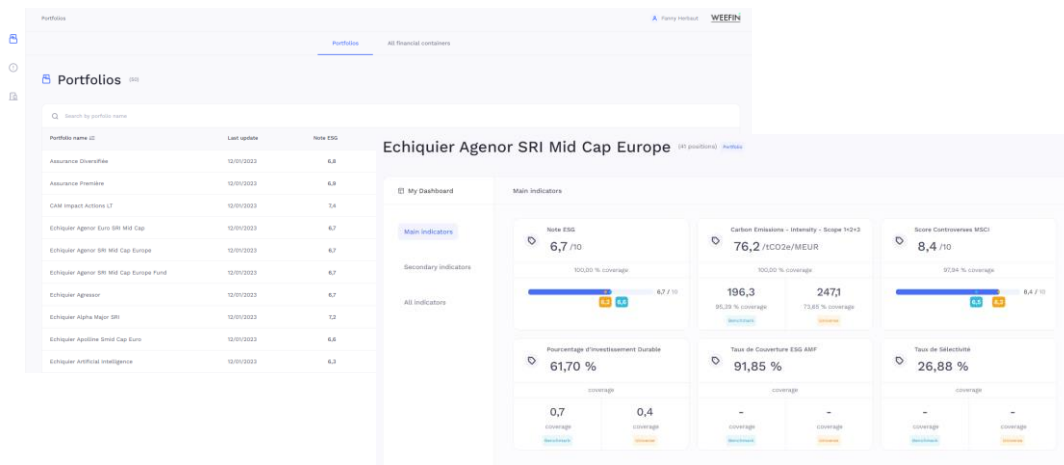 Portfolios
A Fanny Herbaut WEEFIN
Portfolios All financial containers
Portfolios
Search by porfolio name
Portfolio name Last update Note ESG
Assurance Diversifiée 12/01/2023 6,8
Assurance Première 12/01/2023 6,9
CAM Impact Actions LT 12/01/2023 7,4
Echiquier Agenor Euro SRI Mid Cap 12/01/2023 6,7
Echiquier Agenor SRI Mid Cap Europe 12/01/2023 6,7
Echiquier Agenor SRI Mid Cap Europe Fund 12/01/2023 6,7
Echiquier Agressor 12/01/2023 6,7
Echiquier Alpha Major SRI 12/01/2023 7,2
Echiquier Apolline Smid Cap Euro 12/01/2023 6,6
Echiquier Artificial Intelligence 12/01/2023 6,3
Echiquier Agenor SRI Mid Cap Europe (41 positions) Portfolio
My Dashboard
Main indicators
Secondary indicators
All indicators
Main indicators
Note ESG
6,7 /10
100,00 % coverage
6,7 / 10
6,3 6,6
Carbon Emissions - Intensity - Scope 1+2+3
76,2 /tCO2e/MEUR
100,00 % coverage
196,3 247,1
95,29 % coverage 73,65 % coverage
Benchmark Universe
Score Controverses MSCI
8,4 /10
97,94 % coverage
8,4 / 10
6,5
Pourcentage d'Investissement Durable
61,70 %
coverage
0,7 0,4
coverage coverage
Benchmark Universe
Taux de Couverture ESG AMF
91,85 %
coverage
- -
coverage coverage
Benchmark Universe
Taux de Sélectivité
26,88 %
coverage
- -
coverage coverage
Benchmark Universe